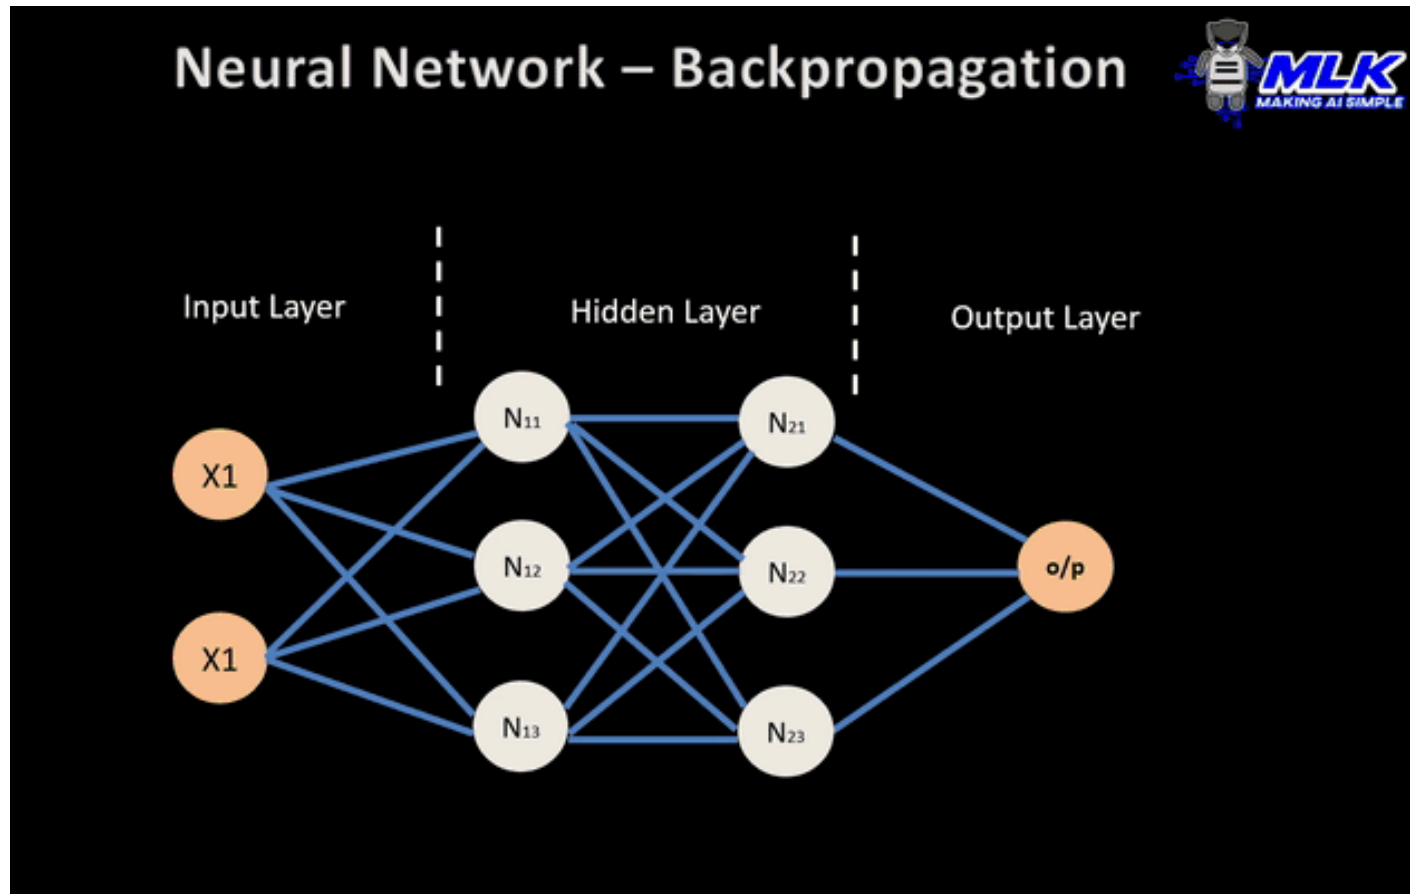 Neural Network – Backpropagation
MLK
MAKING AI SIMPLE
Input Layer
Hidden Layer
Output Layer
N₁₁
N₂₁
X1
N₁₂
N₂₂
o/p
X1
N₁₃
N₂₃